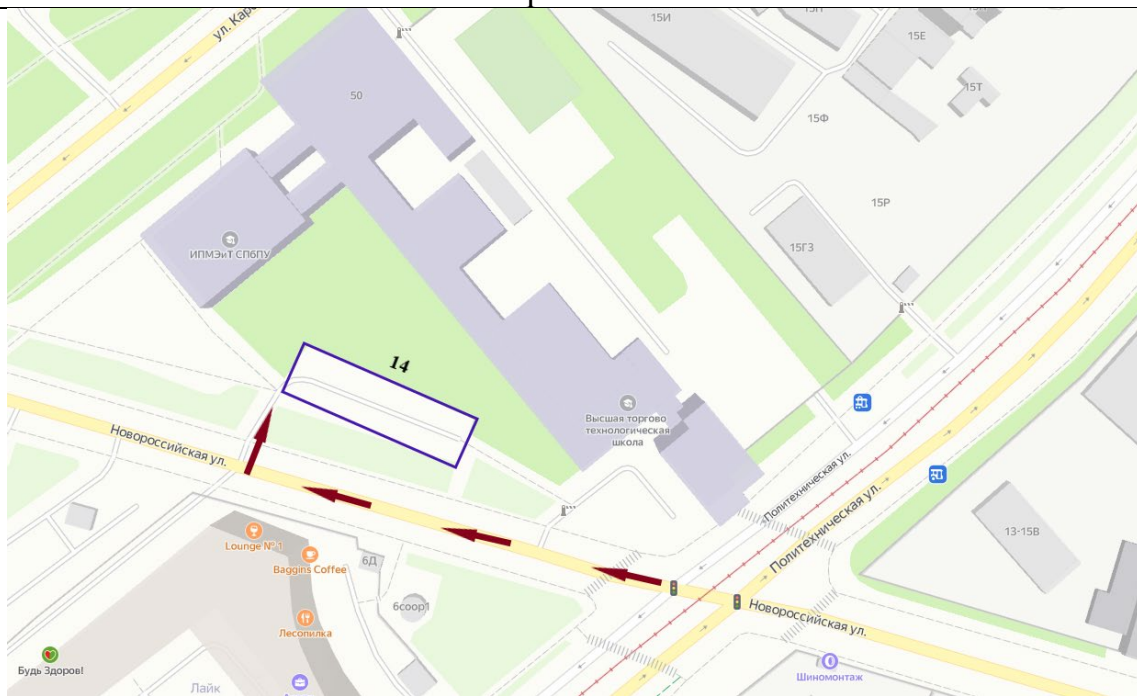 15И
ул. Каро
15Е
50
15Т
15Ф
15Р
ИПМЭиТ СПбПУ
15Г3
14
Высшая торгово
технологическая
школа
Новороссийская ул.
Политехническая ул.
Политехническая ул.
13-15В
Lounge № 1
Baggins Coffee
6Д
6соор1
Лесопилка
Новороссийская ул.
Будь Здоров!
Шиномонтаж
Лайк